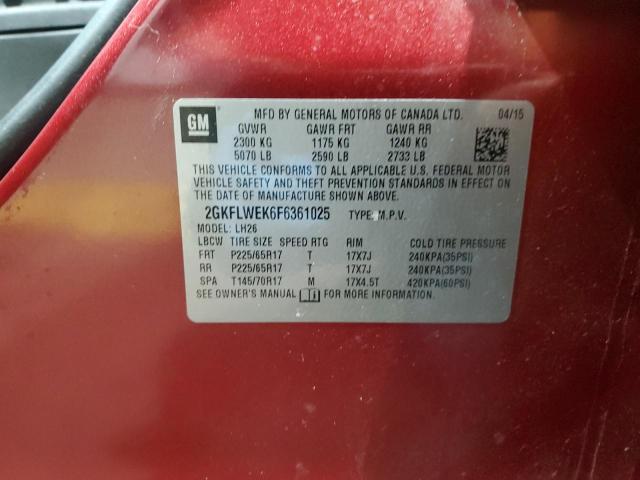 GM MFD BY GENERAL MOTORS OF CANADA LTD. 04/15
GVWR GAWR FRT GAWR RR
2300 KG 1175 KG 1240 KG
5070 LB 2590 LB 2733 LB
THIS VEHICLE CONFORMS TO ALL APPLICABLE U.S. FEDERAL MOTOR
VEHICLE SAFETY AND THEFT PREVENTION STANDARDS IN EFFECT ON
THE DATE OF MANUFACTURE SHOWN ABOVE.
2GKFLWEK6F6361025 TYPE: M.P.V.
MODEL: LH26
LBCW TIRE SIZE SPEED RTG RIM COLD TIRE PRESSURE
FRT P225/65R17 T 17X7J 240KPA(35PSI)
RR P225/65R17 T 17X7J 240KPA(35PSI)
SPA T145/70R17 M 17X4.5T 420KPA(60PSI)
SEE OWNER'S MANUAL FOR MORE INFORMATION.